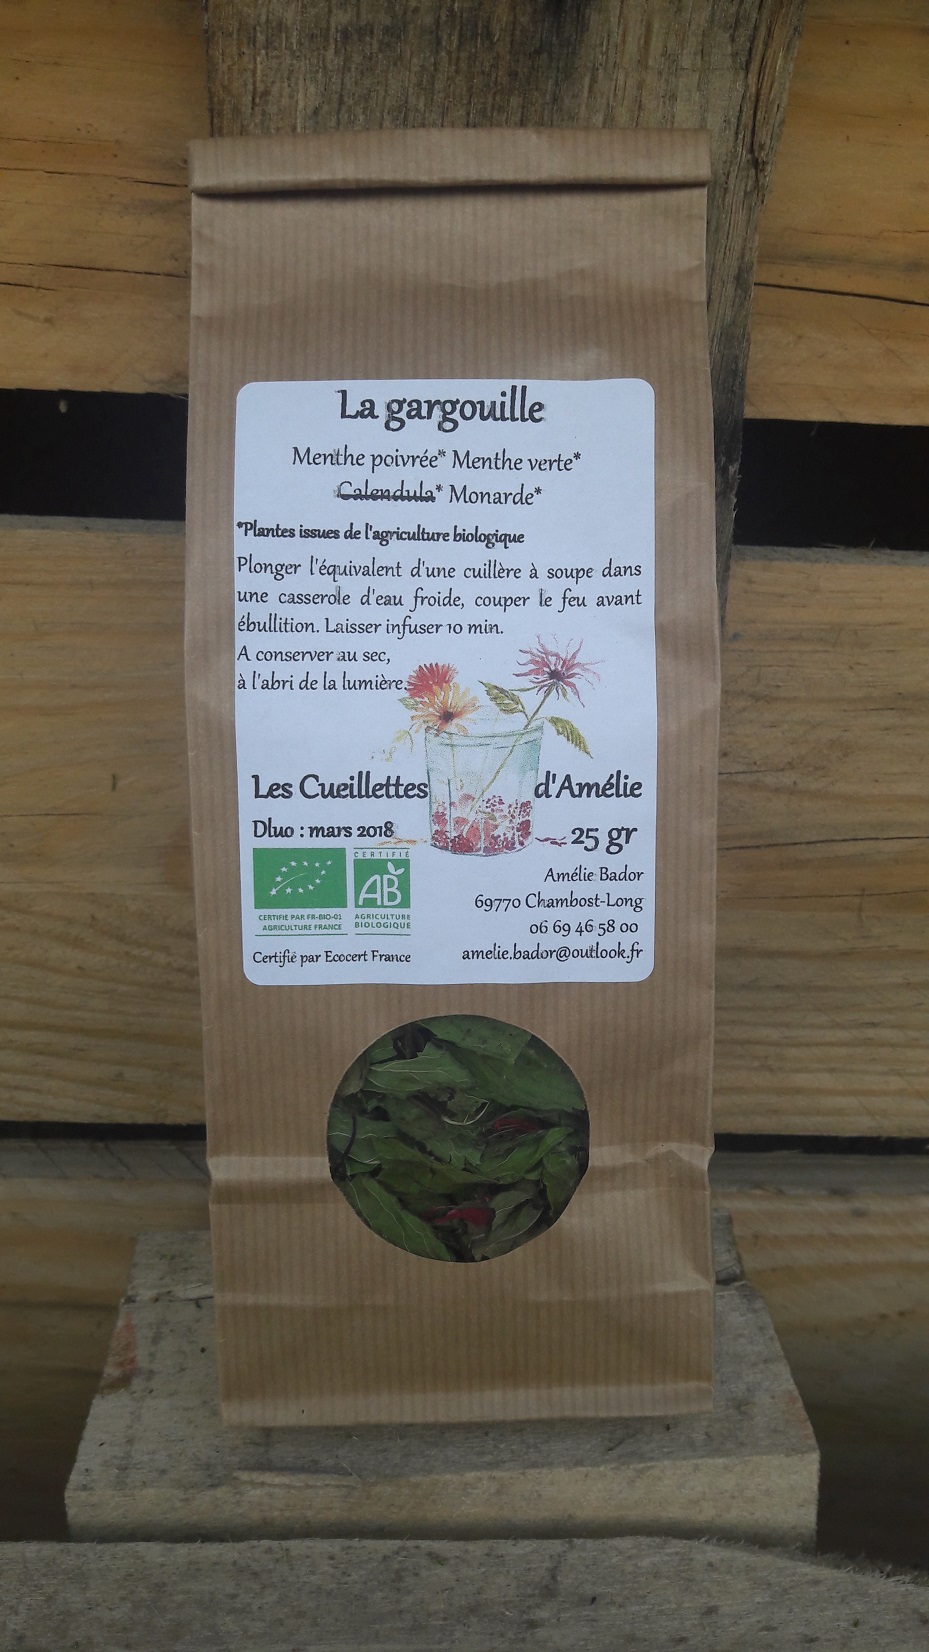 La gargouille
Menthe poivrée* Menthe verte*
Calendula* Monarde*
*Plantes issues de l'agriculture biologique
Plonger l'équivalent d'une cuillère à soupe dans
une casserole d'eau froide, couper le feu avant
ébullition. Laisser infuser 10 min.
A conserver au sec,
à l'abri de la lumière.
Les Cueillettes d'Amélie
Dluo : mars 2018
25 gr
CERTIFIÉ PAR FR-BIO-01
AGRICULTURE FRANCE
CERTIFIÉ
AB
AGRICULTURE
BIOLOGIQUE
Certifié par Ecocert France
Amélie Bador
69770 Chambost-Long
06 69 46 58 00
amelie.bador@outlook.fr